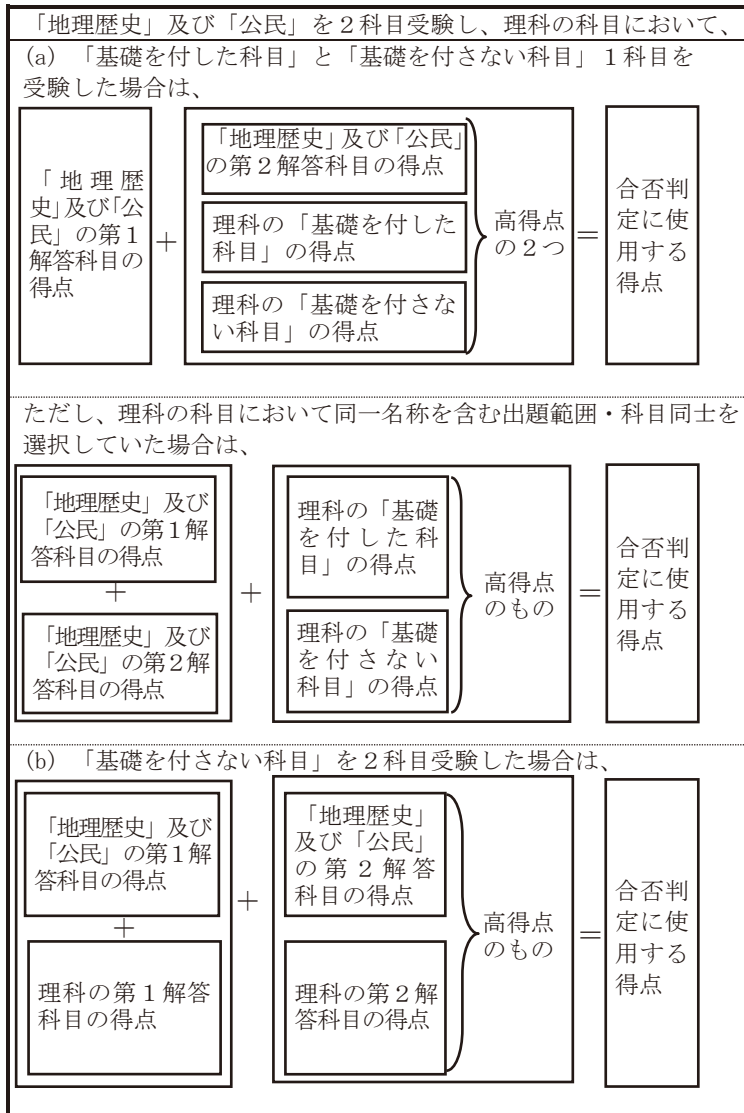 「地理歴史」及び「公民」を２科目受験し、理科の科目において、
(a) 「基礎を付した科目」と「基礎を付さない科目」１科目を
受験した場合は、
「地理歴
史」及び「公
民」の第１
解答科目の
得点
＋
「地理歴史」及び「公民」
の第２解答科目の得点
理科の「基礎を付した
科目」の得点
理科の「基礎を付さな
い科目」の得点
高得点
の２つ
＝
合否判
定に使
用する
得点
ただし、理科の科目において同一名称を含む出題範囲・科目同士を
選択していた場合は、
「地理歴史」及び
「公民」の第１解
答科目の得点
＋
「地理歴史」及び
「公民」の第２解
答科目の得点
＋
理科の「基礎
を付した科
目」の得点
理科の「基礎
を付さない
科目」の得点
高得点
のもの
＝
合否判
定に使
用する
得点
(b) 「基礎を付さない科目」を２科目受験した場合は、
「地理歴史」及び
「公民」の第１解
答科目の得点
＋
理科の第１解答
科目の得点
＋
「地理歴史」
及び「公民」
の第２解答
科目の得点
理科の第２解
答科目の得点
高得点
のもの
＝
合否判
定に使
用する
得点